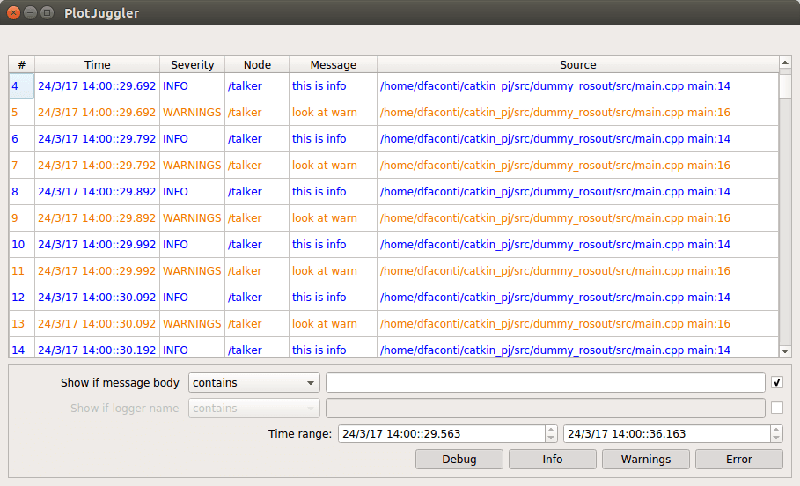 PlotJuggler
# Time Severity Node Message Source
4 24/3/17 14:00::29.692 INFO /talker this is info /home/dfaconti/catkin_pj/src/dummy_rosout/src/main.cpp main:14
5 24/3/17 14:00::29.692 WARNINGS /talker look at warn /home/dfaconti/catkin_pj/src/dummy_rosout/src/main.cpp main:16
6 24/3/17 14:00::29.792 INFO /talker this is info /home/dfaconti/catkin_pj/src/dummy_rosout/src/main.cpp main:14
7 24/3/17 14:00::29.792 WARNINGS /talker look at warn /home/dfaconti/catkin_pj/src/dummy_rosout/src/main.cpp main:16
8 24/3/17 14:00::29.892 INFO /talker this is info /home/dfaconti/catkin_pj/src/dummy_rosout/src/main.cpp main:14
9 24/3/17 14:00::29.892 WARNINGS /talker look at warn /home/dfaconti/catkin_pj/src/dummy_rosout/src/main.cpp main:16
10 24/3/17 14:00::29.992 INFO /talker this is info /home/dfaconti/catkin_pj/src/dummy_rosout/src/main.cpp main:14
11 24/3/17 14:00::29.992 WARNINGS /talker look at warn /home/dfaconti/catkin_pj/src/dummy_rosout/src/main.cpp main:16
12 24/3/17 14:00::30.092 INFO /talker this is info /home/dfaconti/catkin_pj/src/dummy_rosout/src/main.cpp main:14
13 24/3/17 14:00::30.092 WARNINGS /talker look at warn /home/dfaconti/catkin_pj/src/dummy_rosout/src/main.cpp main:16
14 24/3/17 14:00::30.192 INFO /talker this is info /home/dfaconti/catkin_pj/src/dummy_rosout/src/main.cpp main:14
Show if message body contains
Show if logger name contains
Time range: 24/3/17 14:00::29.563 24/3/17 14:00::36.163
Debug Info Warnings Error